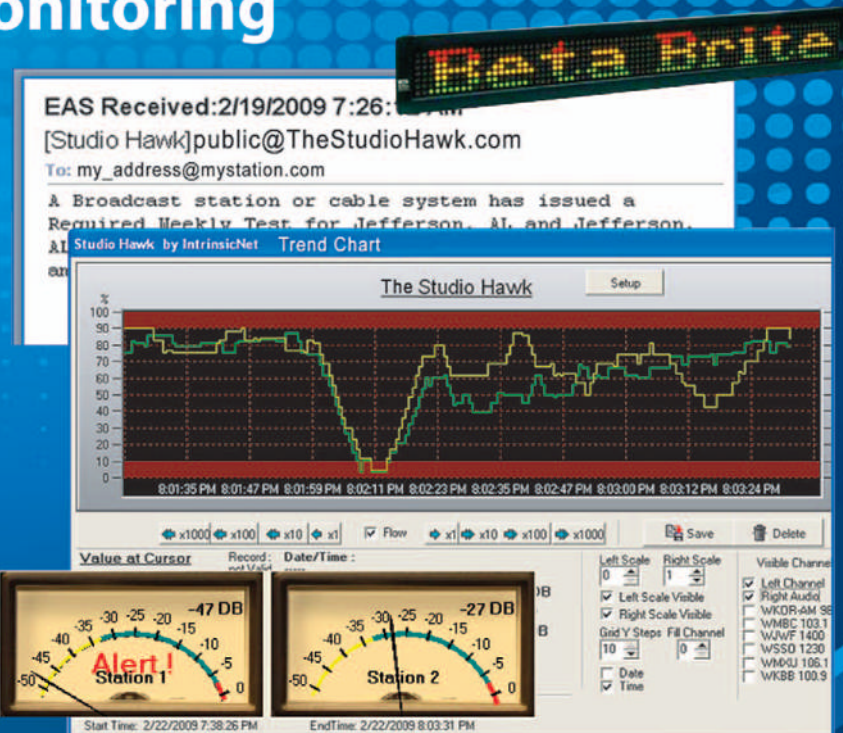 onitoring
Beta Brite
EAS Received:2/19/2009 7:26: AM
[Studio Hawk]public@TheStudioHawk.com
To: my_address@mystation.com
A Broadcast station or cable system has issued a
Required Weekly Test for Jefferson, AL and Jefferson,
AL
an
Studio Hawk by IntrinsicNet Trend Chart
The Studio Hawk
Setup
%
100
90
80
70
60
50
40
30
20
10
0
8:01:35 PM 8:01:47 PM 8:01:59 PM 8:02:11 PM 8:02:23 PM 8:02:35 PM 8:02:47 PM 8:03:00 PM 8:03:12 PM 8:03:24 PM
x1000 x100 x10 x1 Flow x1 x10 x100 x1000 Save Delete
Value at Cursor Record: Date/Time :
not Valid -----
DB
B
Left Scale Right Scale
0 1
Left Scale Visible
Right Scale Visible
Grid Y Steps Fill Channel
10 0
Date
Time
Visible Channe
Left Channel
Right Audio
WKOR-AM 98
WMBC 103.1
WJWF 1400
WSSO 1230
WMXU 106.1
WKBB 100.9
-47 DB
-50 -45 -40 -35 -30 -25 -20 -15 -10 -5 0
Alert !
Station 1
-27 DB
-50 -45 -40 -35 -30 -25 -20 -15 -10 -5 0
Station 2
Start Time: 2/22/2009 7:38:26 PM EndTime: 2/22/2009 8:03:31 PM